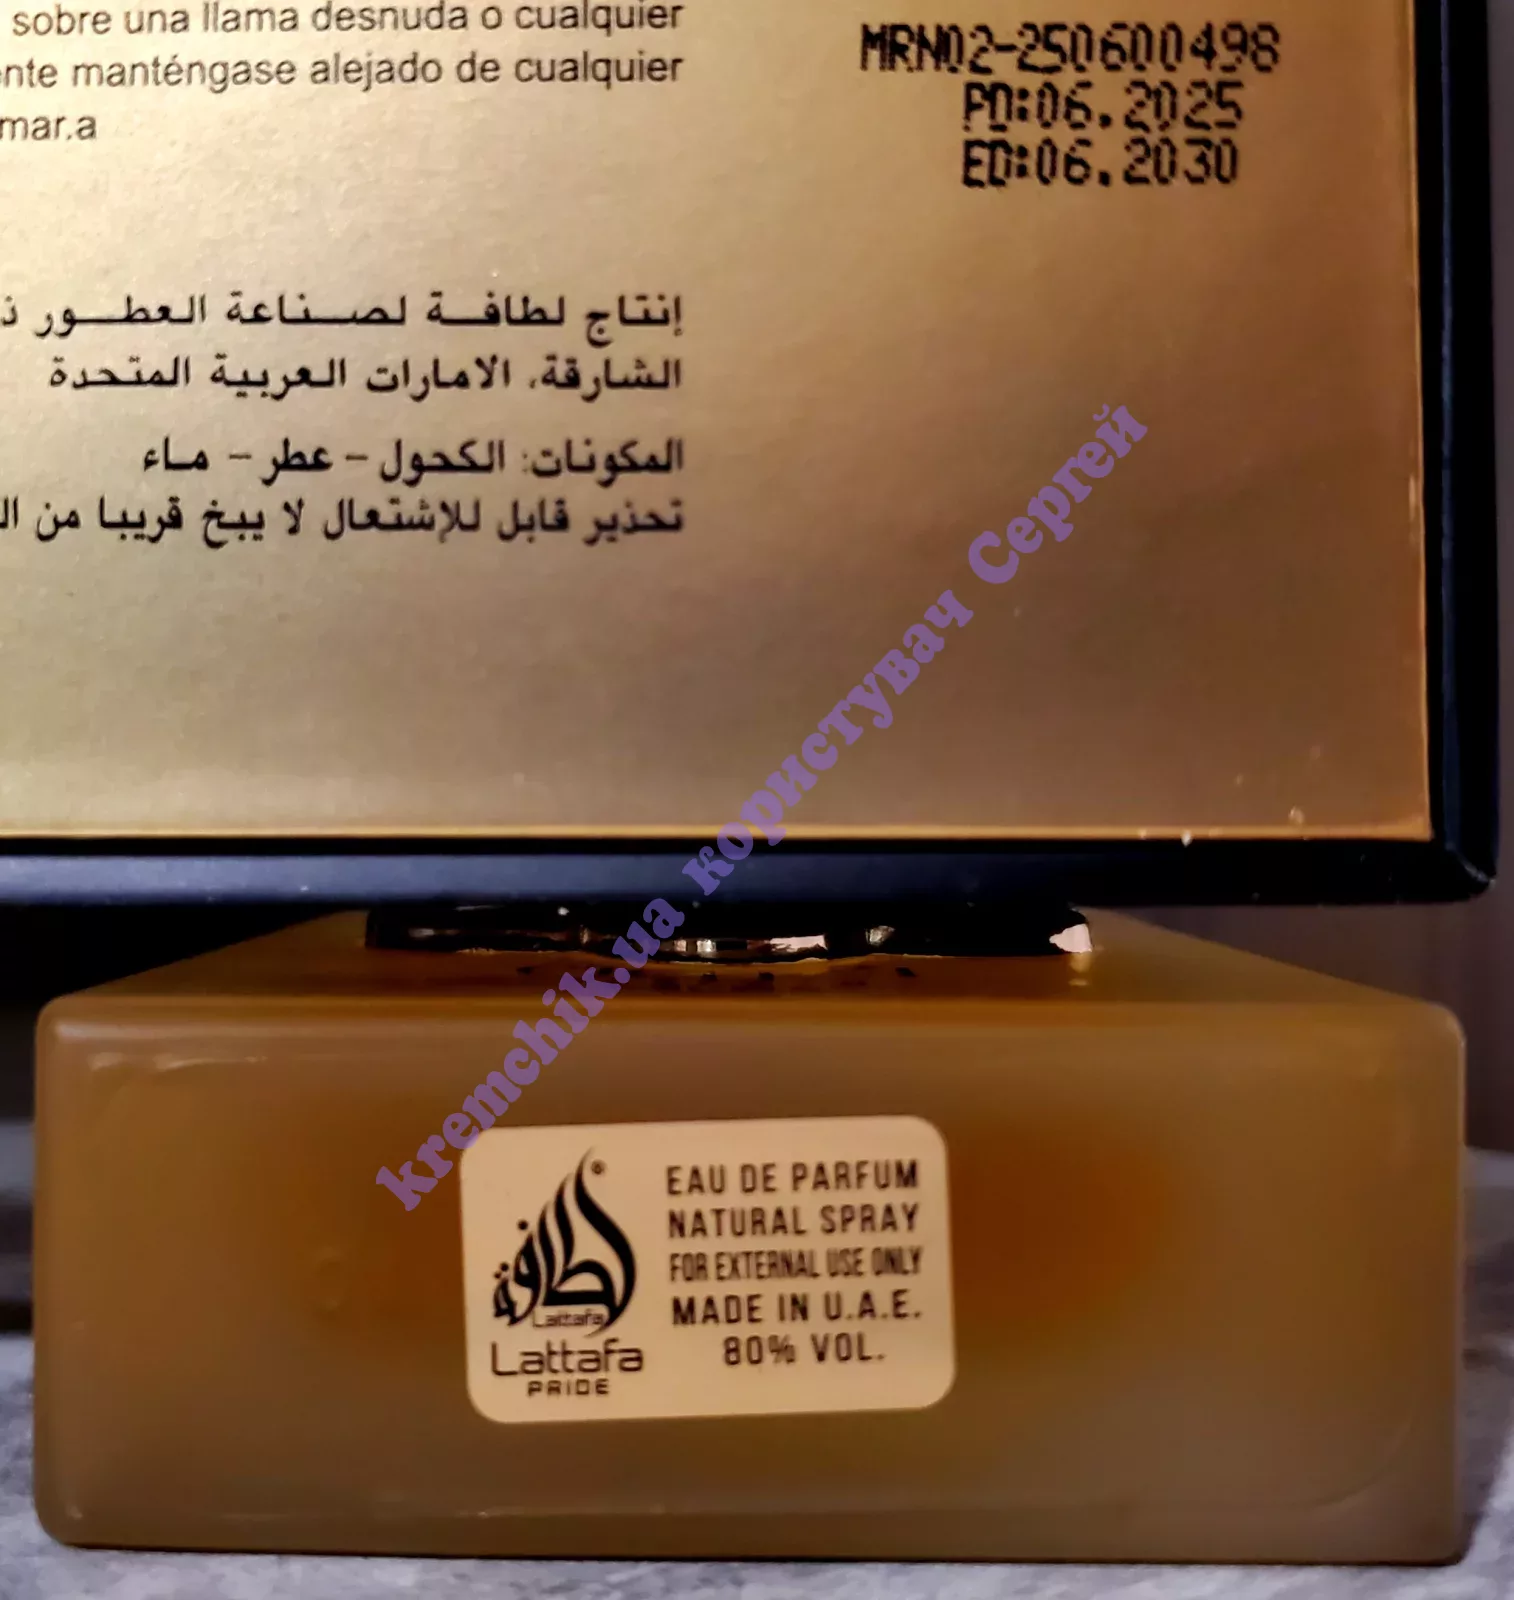 sobre una llama desnuda o cualquier
manténgase alejado de cualquier
mar.a
MRN02-250600498
PD:06.2025
ED:06.2030
إنتاج لطافة لصناعة العطور
الشارقة، الامارات العربية المتحدة
المكونات: الكحول - عطر - ماء
تحذير قابل للإشتعال لا يبخ قريبا من
kremchik.ua користувач Сергей
لطافة
Lattafa
Lattafa
PRIDE
EAU DE PARFUM
NATURAL SPRAY
FOR EXTERNAL USE ONLY
MADE IN U.A.E.
80% VOL.